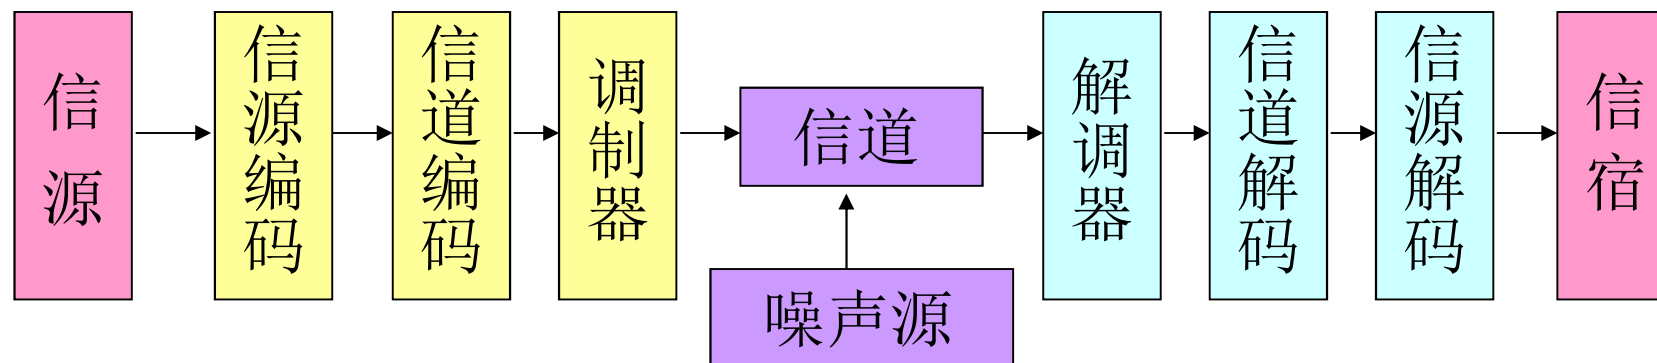 信源
信源编码
信道编码
调制器
信道
噪声源
解调器
信道解码
信源解码
信宿